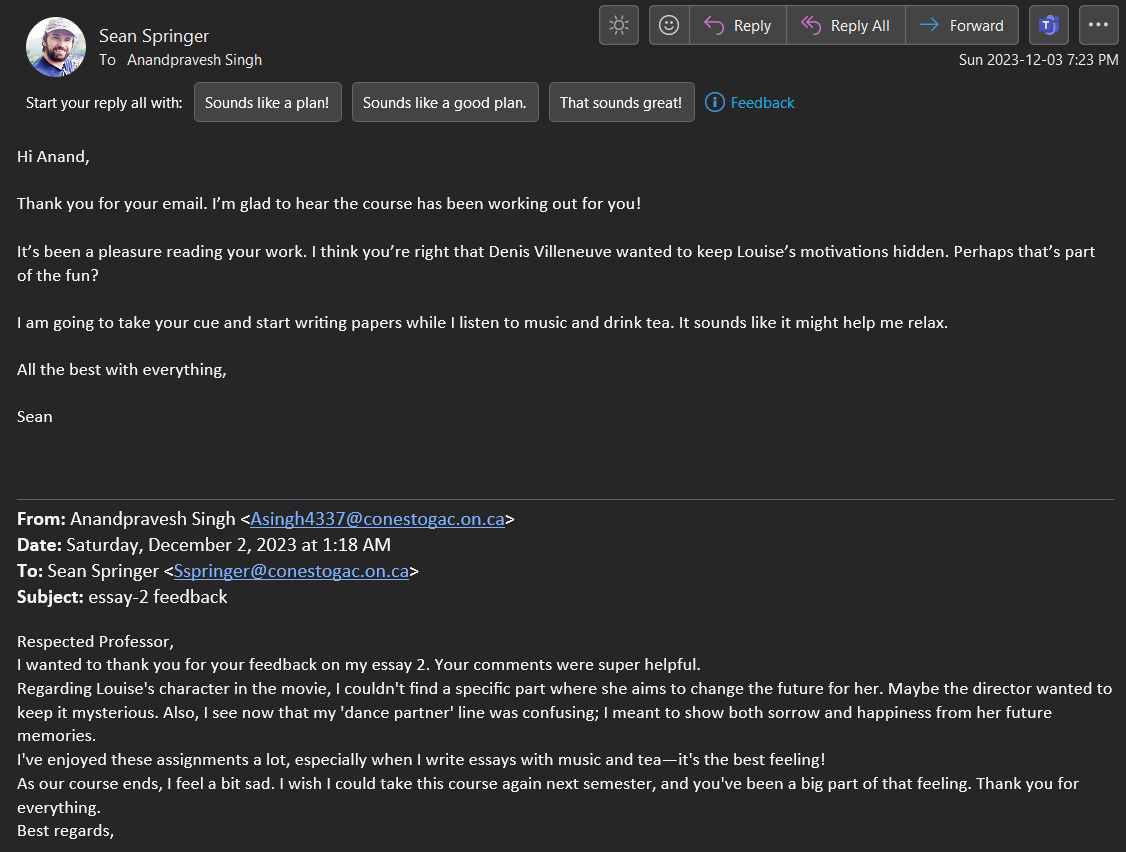 Sean Springer
To Anandpravesh Singh
Reply
Reply All
Forward
Sun 2023-12-03 7:23 PM
Start your reply all with:
Sounds like a plan!
Sounds like a good plan.
That sounds great!
Feedback
Hi Anand,
Thank you for your email. I’m glad to hear the course has been working out for you!
It’s been a pleasure reading your work. I think you’re right that Denis Villeneuve wanted to keep Louise’s motivations hidden. Perhaps that’s part
of the fun?
I am going to take your cue and start writing papers while I listen to music and drink tea. It sounds like it might help me relax.
All the best with everything,
Sean
From: Anandpravesh Singh <Asingh4337@conestogac.on.ca>
Date: Saturday, December 2, 2023 at 1:18 AM
To: Sean Springer <Sspringer@conestogac.on.ca>
Subject: essay-2 feedback
Respected Professor,
I wanted to thank you for your feedback on my essay 2. Your comments were super helpful.
Regarding Louise's character in the movie, I couldn't find a specific part where she aims to change the future for her. Maybe the director wanted to
keep it mysterious. Also, I see now that my 'dance partner' line was confusing; I meant to show both sorrow and happiness from her future
memories.
I've enjoyed these assignments a lot, especially when I write essays with music and tea—it's the best feeling!
As our course ends, I feel a bit sad. I wish I could take this course again next semester, and you've been a big part of that feeling. Thank you for
everything.
Best regards,